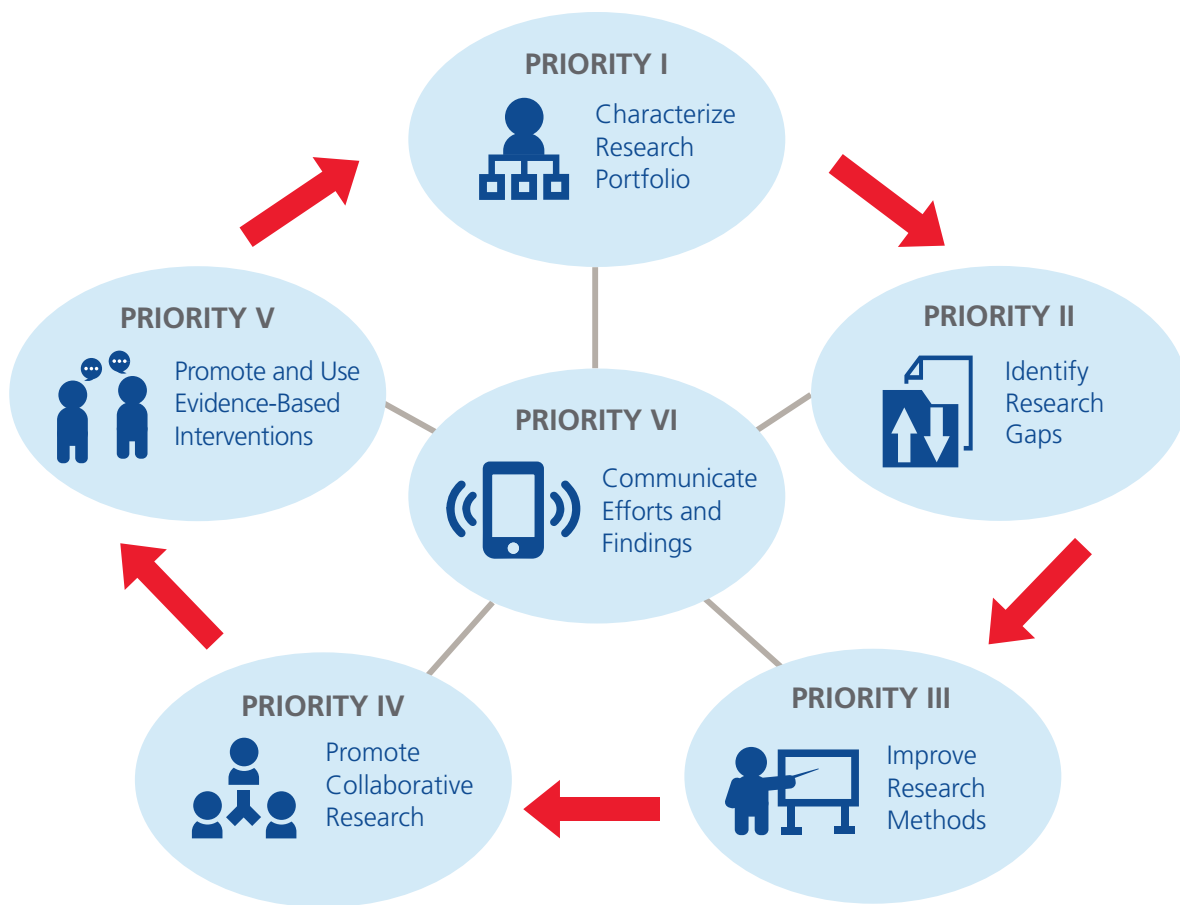 PRIORITY I
Characterize
Research
Portfolio
PRIORITY II
Identify
Research
Gaps
PRIORITY III
Improve
Research
Methods
PRIORITY IV
Promote
Collaborative
Research
PRIORITY V
Promote and Use
Evidence-Based
Interventions
PRIORITY VI
Communicate
Efforts and
Findings